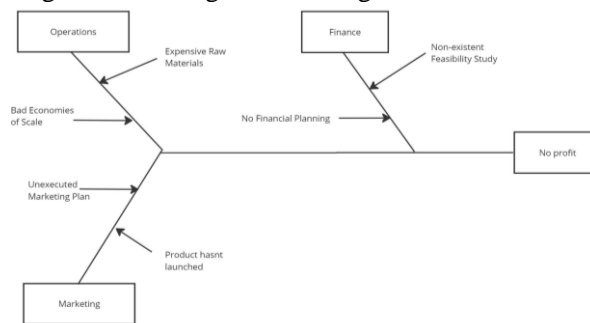 Operations
Finance
Expensive Raw
Materials
Non-existent
Feasibility Study
Bad Economies
of Scale
No Financial Planning
No profit
Unexecuted
Marketing Plan
Product hasnt
launched
Marketing